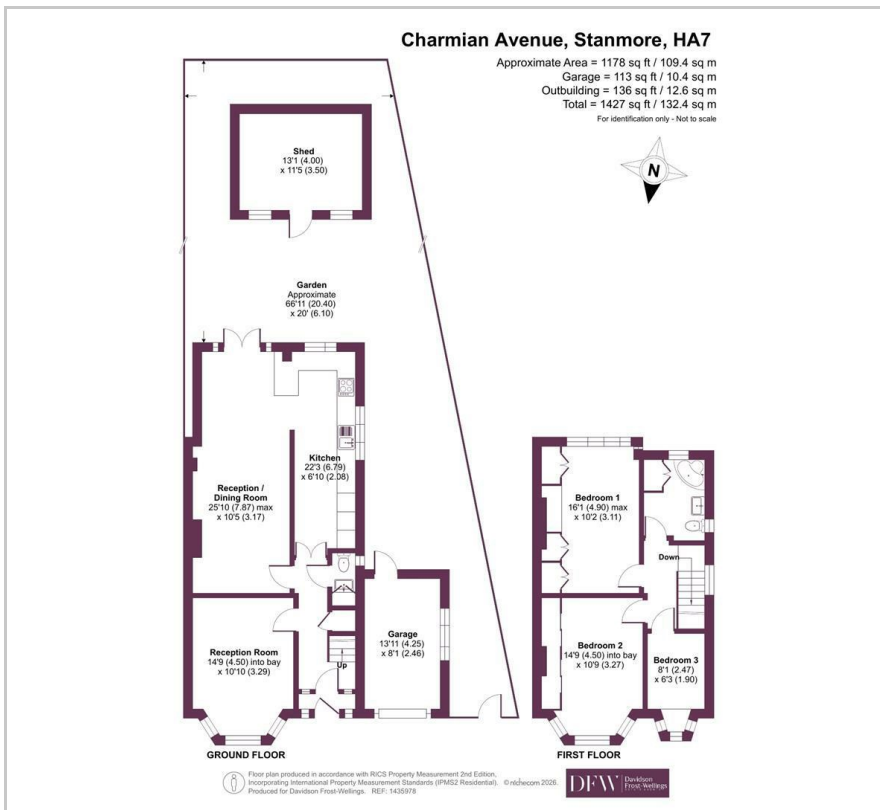 Charmian Avenue, Stanmore, HA7
Approximate Area = 1178 sq ft / 109.4 sq m
Garage = 113 sq ft / 10.4 sq m
Outbuilding = 136 sq ft / 12.6 sq m
Total = 1427 sq ft / 132.4 sq m
For identification only - Not to scale
N
Shed
13'1 (4.00)
x 11'5 (3.50)
Garden
Approximate
66'11 (20.40)
x 20' (6.10)
Kitchen
22'3 (6.79)
x 6'10 (2.08)
Reception /
Dining Room
25'10 (7.87) max
x 10'5 (3.17)
Reception Room
14'9 (4.50) into bay
x 10'10 (3.29)
Up
Garage
13'11 (4.25)
x 8'1 (2.46)
GROUND FLOOR
Bedroom 1
16'1 (4.90) max
x 10'2 (3.11)
Down
Bedroom 2
14'9 (4.50) into bay
x 10'9 (3.27)
Bedroom 3
8'1 (2.47)
x 6'3 (1.90)
FIRST FLOOR
Floor plan produced in accordance with RICS Property Measurement 2nd Edition,
Incorporating International Property Measurement Standards (IPMS2 Residential). © nichecom 2026.
Produced for Davidson Frost-Wellings. REF: 1435978
DFW
Davidson
Frost-Wellings